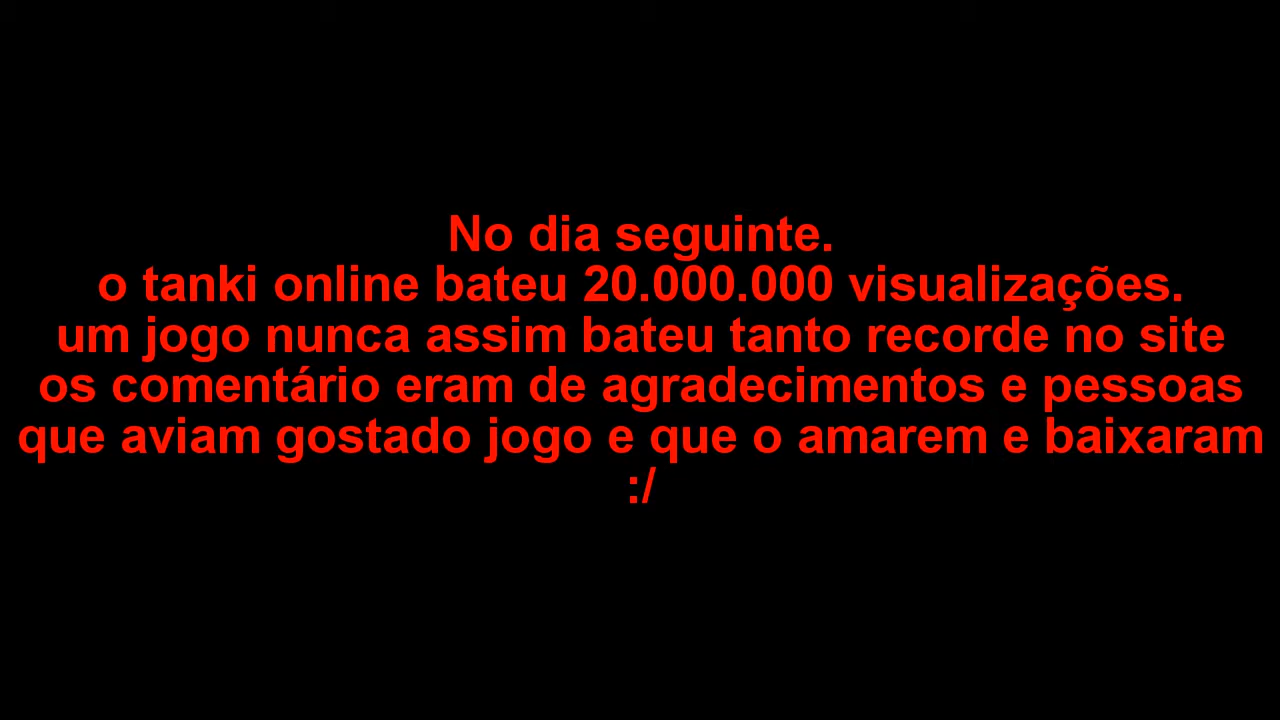 No dia seguinte.
o tanki online bateu 20.000.000 visualizações.
um jogo nunca assim bateu tanto recorde no site
os comentário eram de agradecimentos e pessoas
que aviam gostado jogo e que o amarem e baixaram
:/